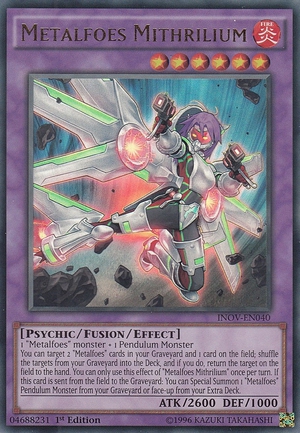 METALFOES MITHRILIUM
FIRE
炎
INOV-EN040
[PSYCHIC/FUSION/EFFECT]
1 "Metalfoes" monster + 1 Pendulum Monster
You can target 2 "Metalfoes" cards in your Graveyard and 1 card on the field; shuffle
the targets from your Graveyard into the Deck, and if you do, return the target on
the field to the hand. You can only use this effect of "Metalfoes Mithrilium" once per turn. If
this card is sent from the field to the Graveyard: You can Special Summon 1 "Metalfoes"
Pendulum Monster from your Graveyard or face-up from your Extra Deck.
ATK/2600 DEF/1000
04688231 1st Edition
©1996 KAZUKI TAKAHASHI